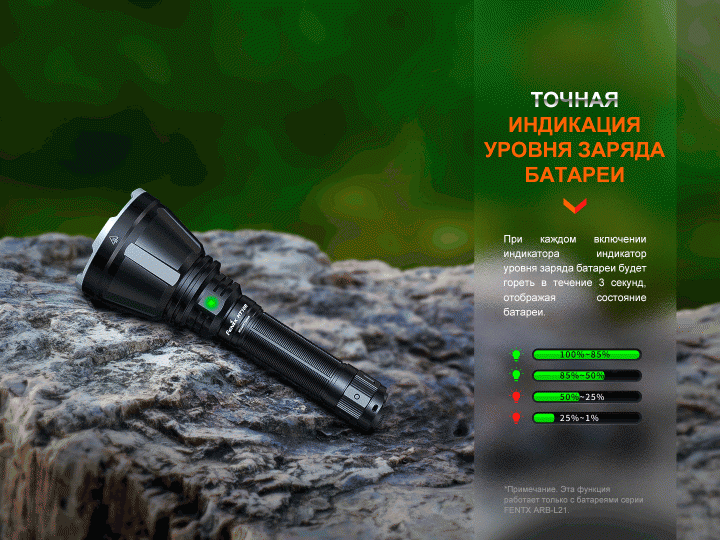 ТОЧНАЯ
ИНДИКАЦИЯ
УРОВНЯ ЗАРЯДА
БАТАРЕИ
При каждом включении
индикатора индикатор
уровня заряда батареи будет
гореть в течение 3 секунд,
отображая состояние
батареи.
100%~85%
85%~50%
50%~25%
25%~1%
*Примечание. Эта функция
работает только с батареями серии
FENTX ARB-L21.
Fenix HT18R